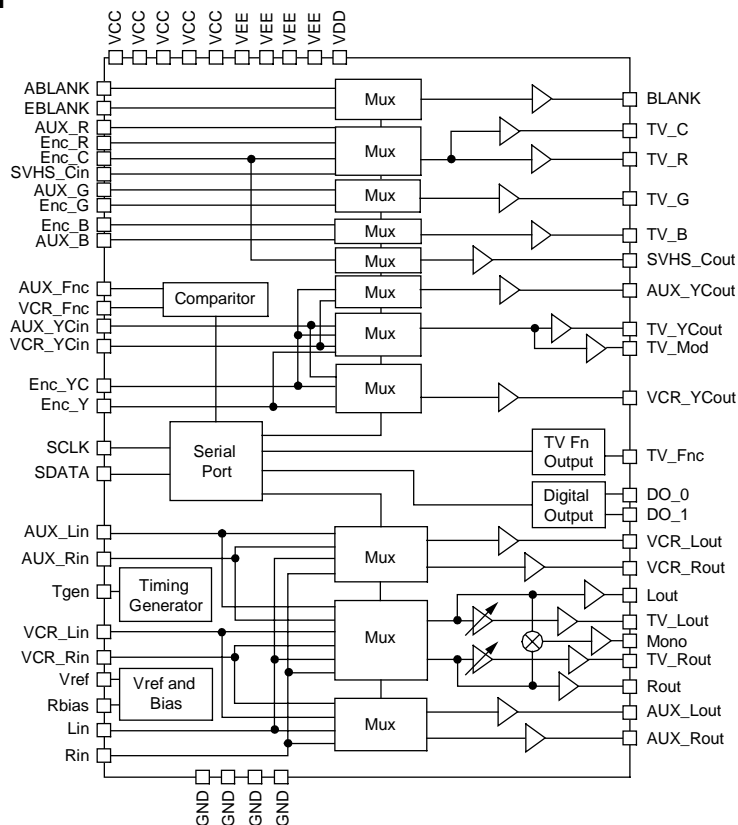 VCC
VCC
VCC
VCC
VCC
VEE
VEE
VEE
VEE
VDD
ABLANK
EBLANK
AUX_R
Enc_R
Enc_C
SVHS_Cin
AUX_G
Enc_G
Enc_B
AUX_B
AUX_Fnc
VCR_Fnc
AUX_YCin
VCR_YCin
Enc_YC
Enc_Y
SCLK
SDATA
AUX_Lin
AUX_Rin
Tgen
VCR_Lin
VCR_Rin
Vref
Rbias
Lin
Rin
Comparitor
Serial
Port
Timing
Generator
Vref and
Bias
Mux
Mux
Mux
Mux
Mux
Mux
Mux
Mux
Mux
Mux
Mux
TV Fn
Output
Digital
Output
BLANK
TV_C
TV_R
TV_G
TV_B
SVHS_Cout
AUX_YCout
TV_YCout
TV_Mod
VCR_YCout
TV_Fnc
DO_0
DO_1
VCR_Lout
VCR_Rout
Lout
TV_Lout
Mono
TV_Rout
Rout
AUX_Lout
AUX_Rout
GND
GND
GND
GND